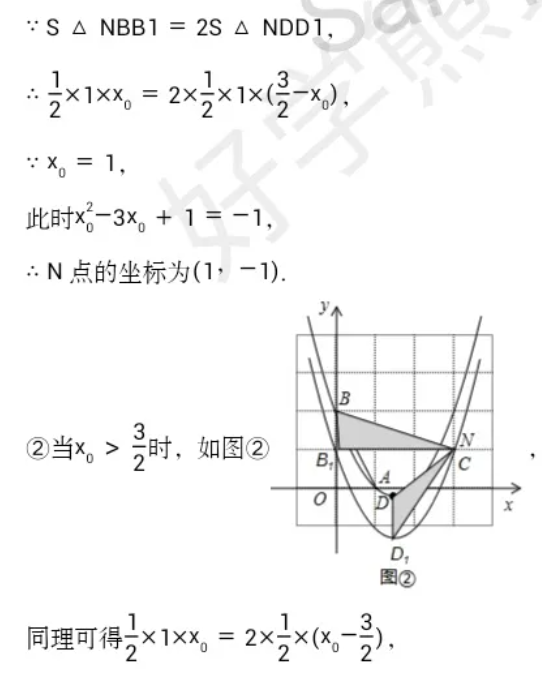 ∵ S △ NBB1 = 2S △ NDD1,
∴ 1/2×1×x₀ = 2×1/2×1×(3/2−x₀),
∵ x₀ = 1,
此时x₀²−3x₀ + 1 = −1,
∴ N 点的坐标为(1，−1).
②当x₀ > 3/2时，如图②，
y
B
B₁
N
C
A
O
D
x
D₁
图②
同理可得1/2×1×x₀ = 2×1/2×(x₀−3/2),
好学熊